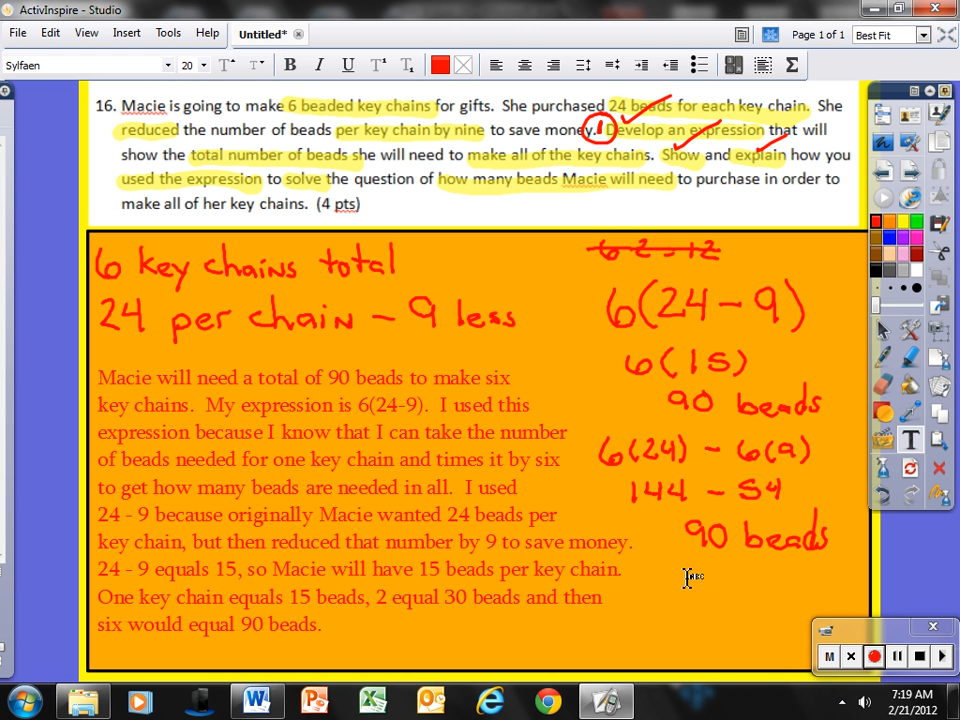 ActivInspire - Studio
File Edit View Insert Tools Help Untitled* Page 1 of 1 Best Fit
Sylfaen 20 B I U
16. Macie is going to make 6 beaded key chains for gifts. She purchased 24 beads for each key chain. She
reduced the number of beads per key chain by nine to save money. Develop an expression that will
show the total number of beads she will need to make all of the key chains. Show and explain how you
used the expression to solve the question of how many beads Macie will need to purchase in order to
make all of her key chains. (4 pts)
6 key chains total
24 per chain - 9 less
Macie will need a total of 90 beads to make six
key chains. My expression is 6(24-9). I used this
expression because I know that I can take the number
of beads needed for one key chain and times it by six
to get how many beads are needed in all. I used
24 - 9 because originally Macie wanted 24 beads per
key chain, but then reduced that number by 9 to save money.
24 - 9 equals 15, so Macie will have 15 beads per key chain.
One key chain equals 15 beads, 2 equal 30 beads and then
six would equal 90 beads.
6(24 - 9)
6(15)
90 beads
6(24) - 6(9)
144 - 54
90 beads
ABC
M
7:19 AM
2/21/2012